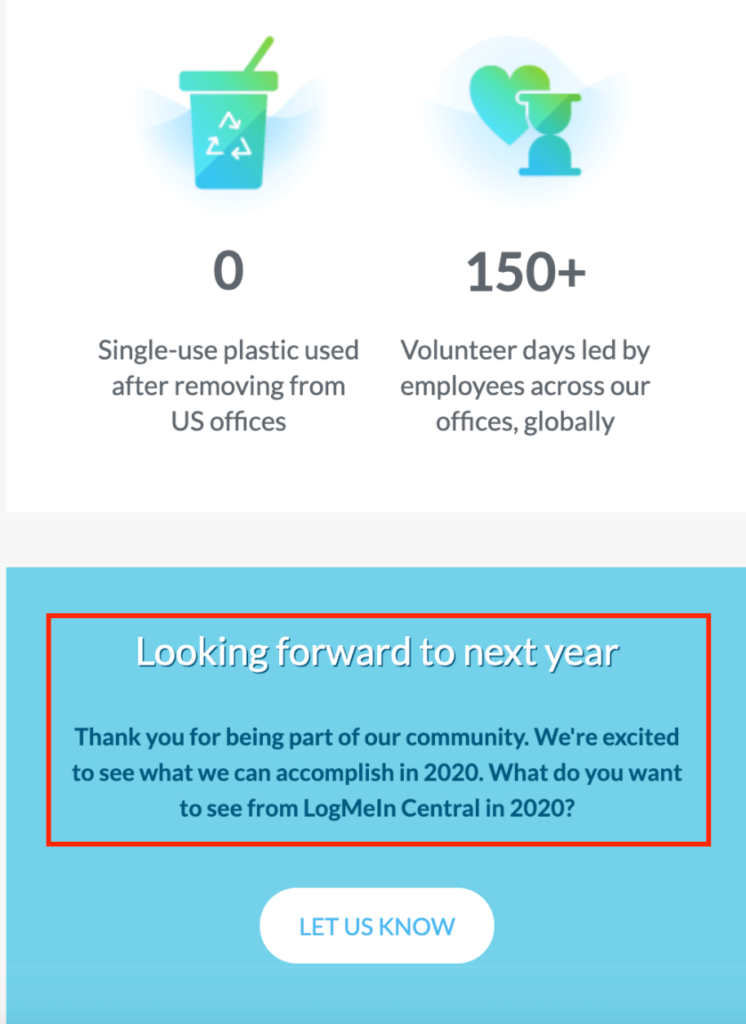 0
Single-use plastic used
after removing from
US offices
150+
Volunteer days led by
employees across our
offices, globally
Looking forward to next year
Thank you for being part of our community. We're excited
to see what we can accomplish in 2020. What do you want
to see from LogMeIn Central in 2020?
LET US KNOW